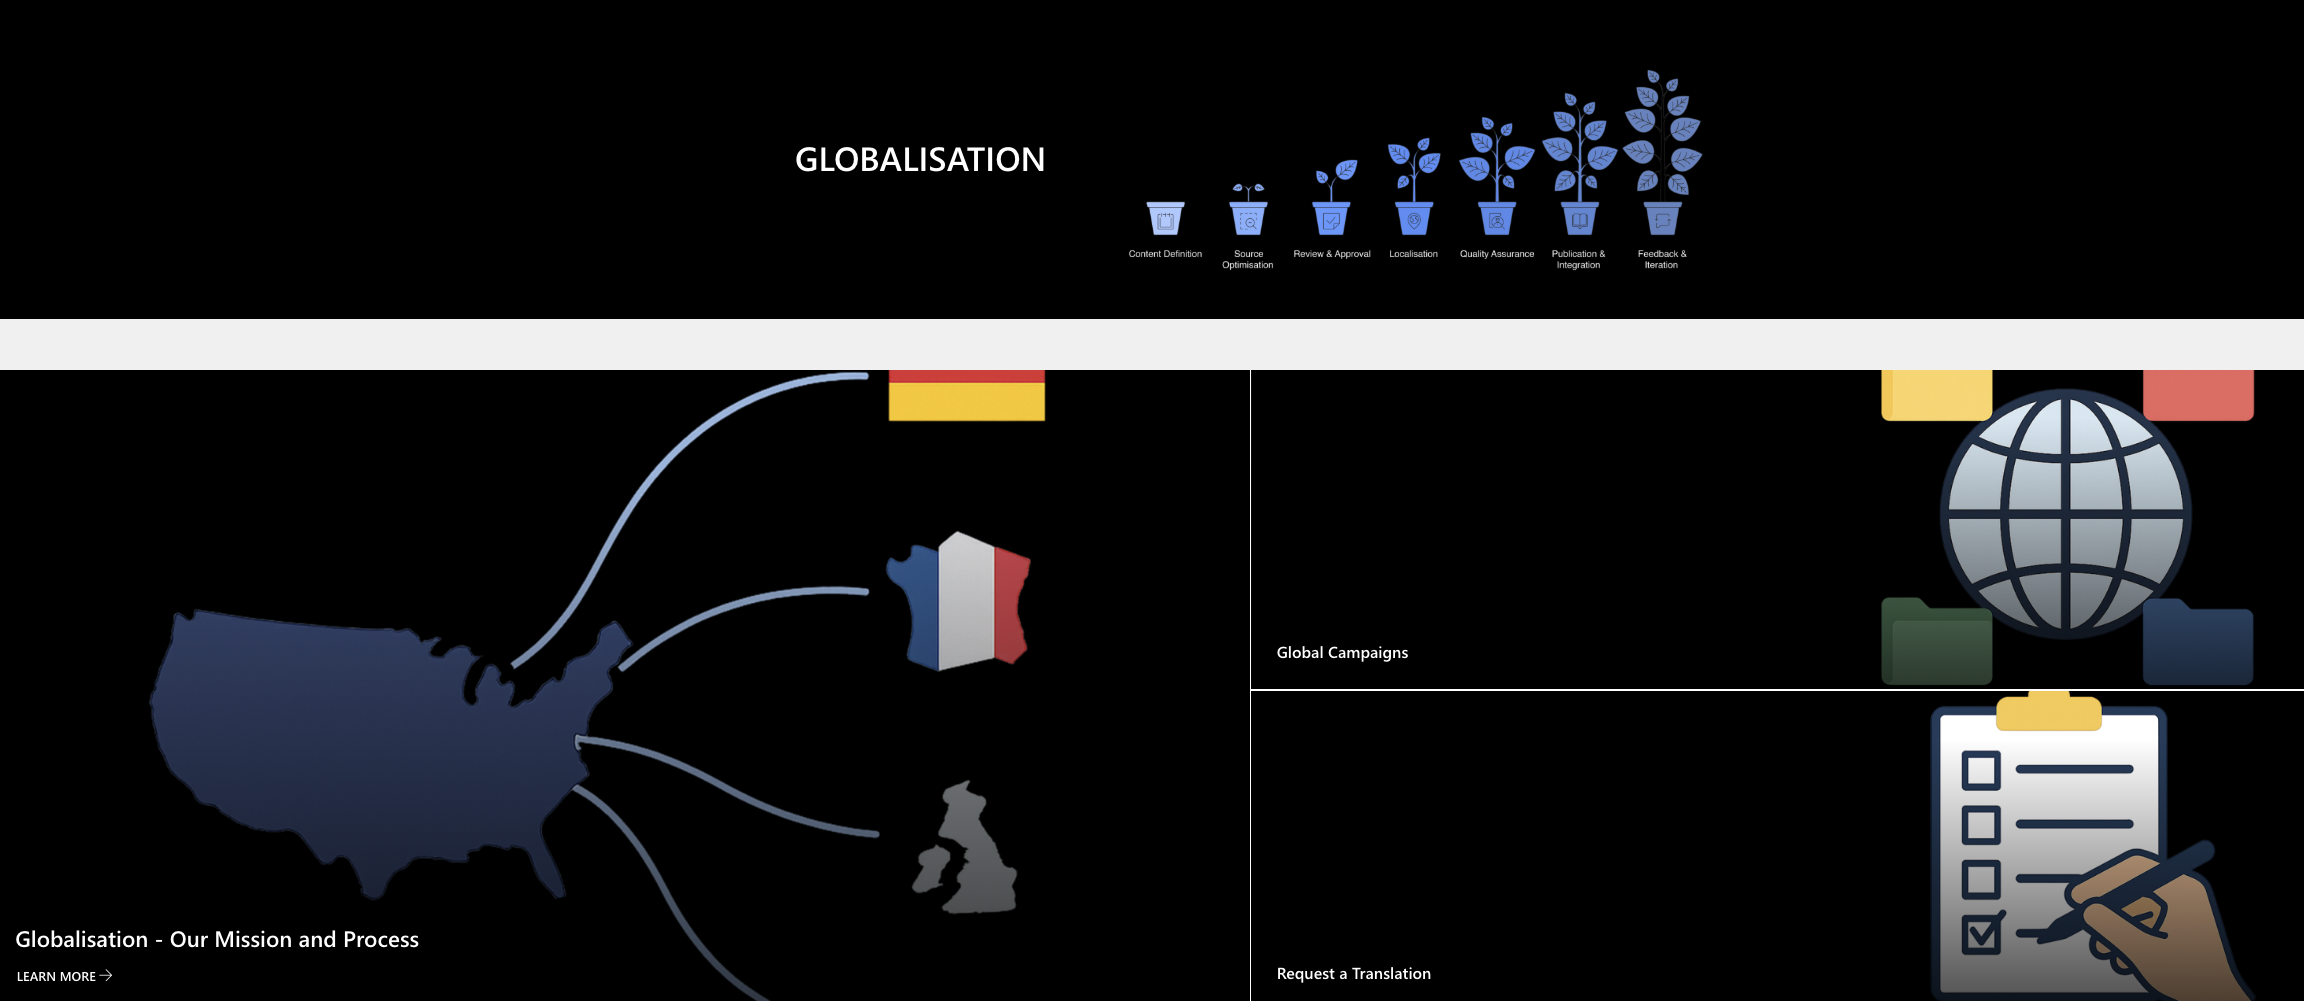 GLOBALISATION
Content Definition
Source
Optimisation
Review & Approval
Localisation
Quality Assurance
Publication &
Integration
Feedback &
Iteration
Globalisation - Our Mission and Process
LEARN MORE
Global Campaigns
Request a Translation